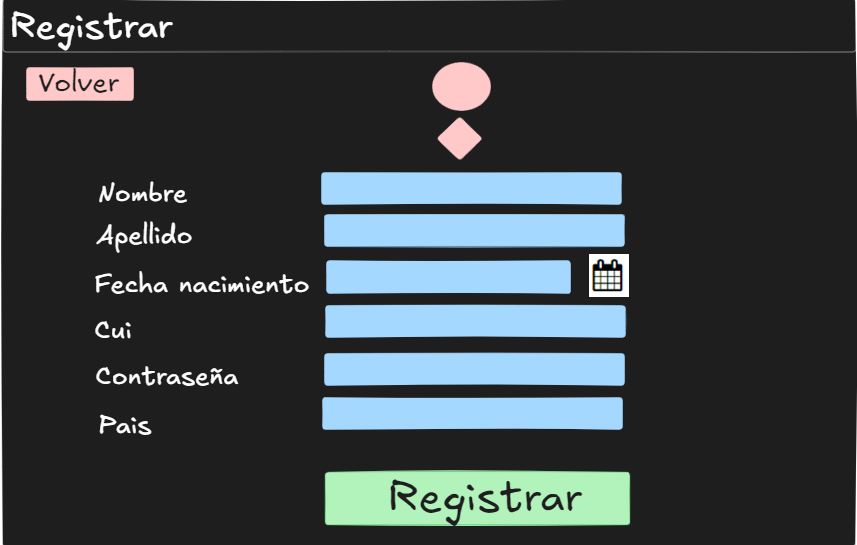 Registrar
Volver
Nombre
Apellido
Fecha nacimiento
Cui
Contraseña
Pais
Registrar